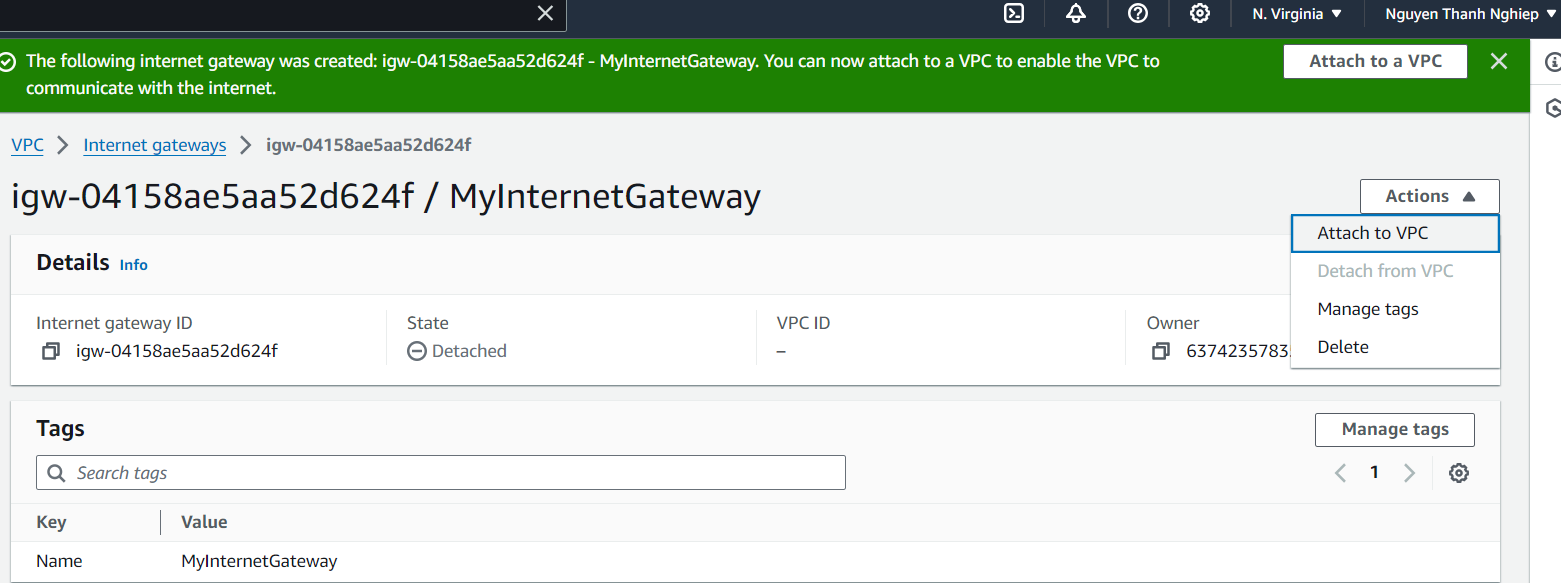 N. Virginia ▼ Nguyen Thanh Nghiep ▼
The following internet gateway was created: igw-04158ae5aa52d624f - MyInternetGateway. You can now attach to a VPC to enable the VPC to
communicate with the internet.
Attach to a VPC
VPC > Internet gateways > igw-04158ae5aa52d624f
igw-04158ae5aa52d624f / MyInternetGateway
Actions ▲
Attach to VPC
Detach from VPC
Manage tags
Delete
Details Info
Internet gateway ID
igw-04158ae5aa52d624f
State
Detached
VPC ID
–
Owner
6374235783
Tags
Manage tags
Search tags
1
Key Value
Name MyInternetGateway